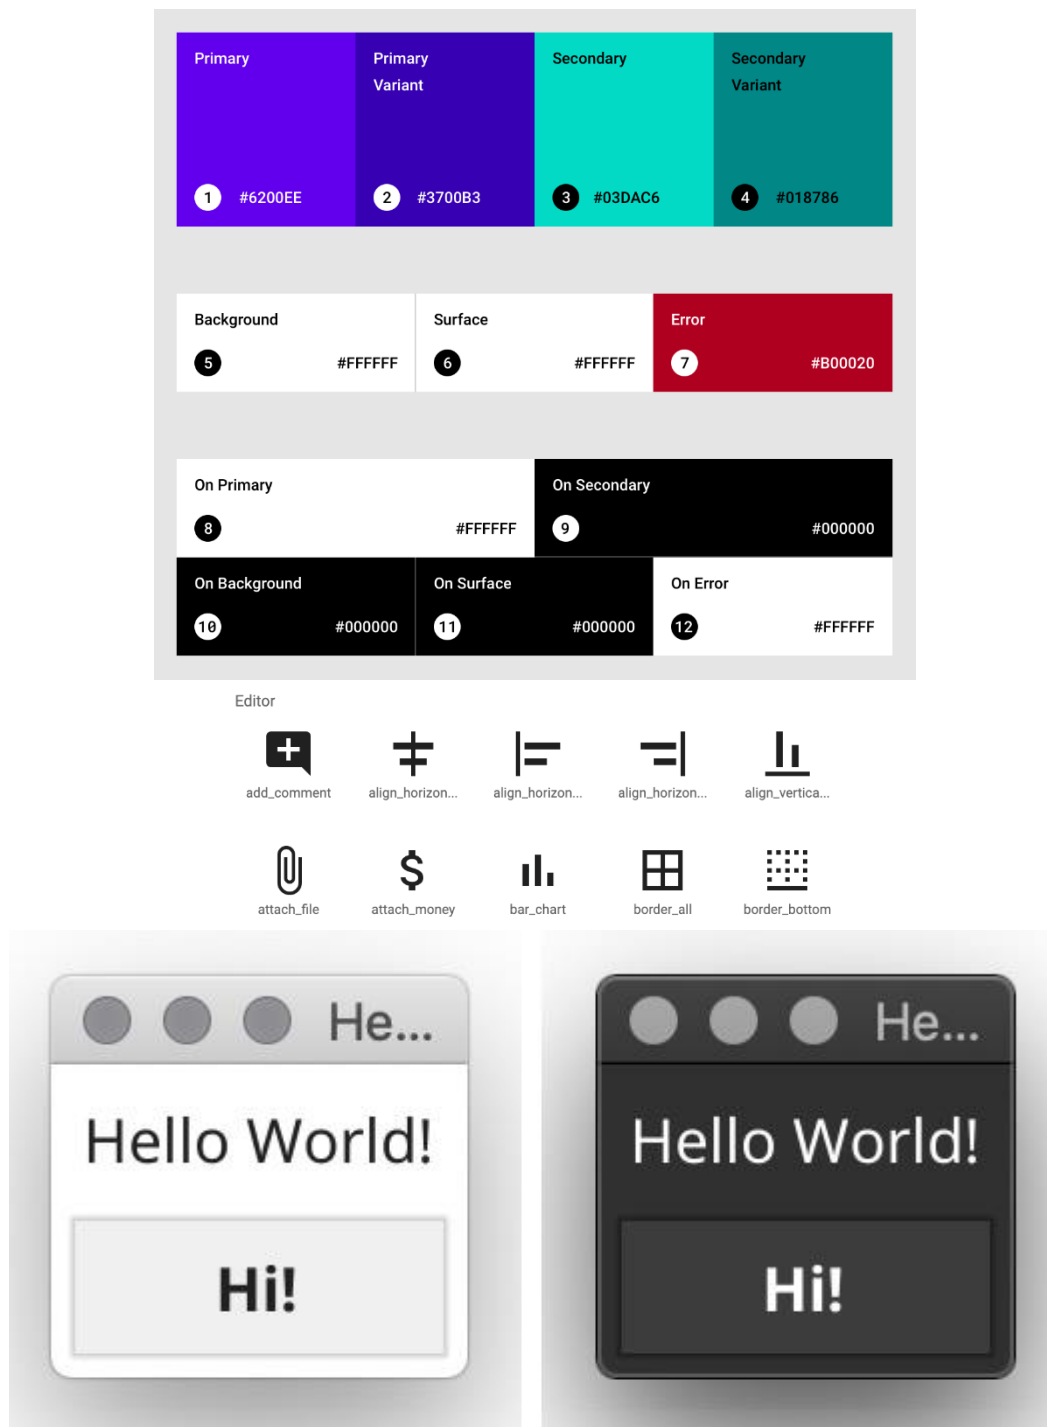 Primary
Primary
Variant
Secondary
Secondary
Variant
1 #6200EE
2 #3700B3
3 #03DAC6
4 #018786
Background
Surface
Error
5 #FFFFFF
6 #FFFFFF
7 #B00020
On Primary
On Secondary
8 #FFFFFF
9 #000000
On Background
On Surface
On Error
10 #000000
11 #000000
12 #FFFFFF
Editor
add_comment
align_horizon...
align_horizon...
align_horizon...
align_vertica...
attach_file
attach_money
bar_chart
border_all
border_bottom
He...
Hello World!
Hi!
He...
Hello World!
Hi!